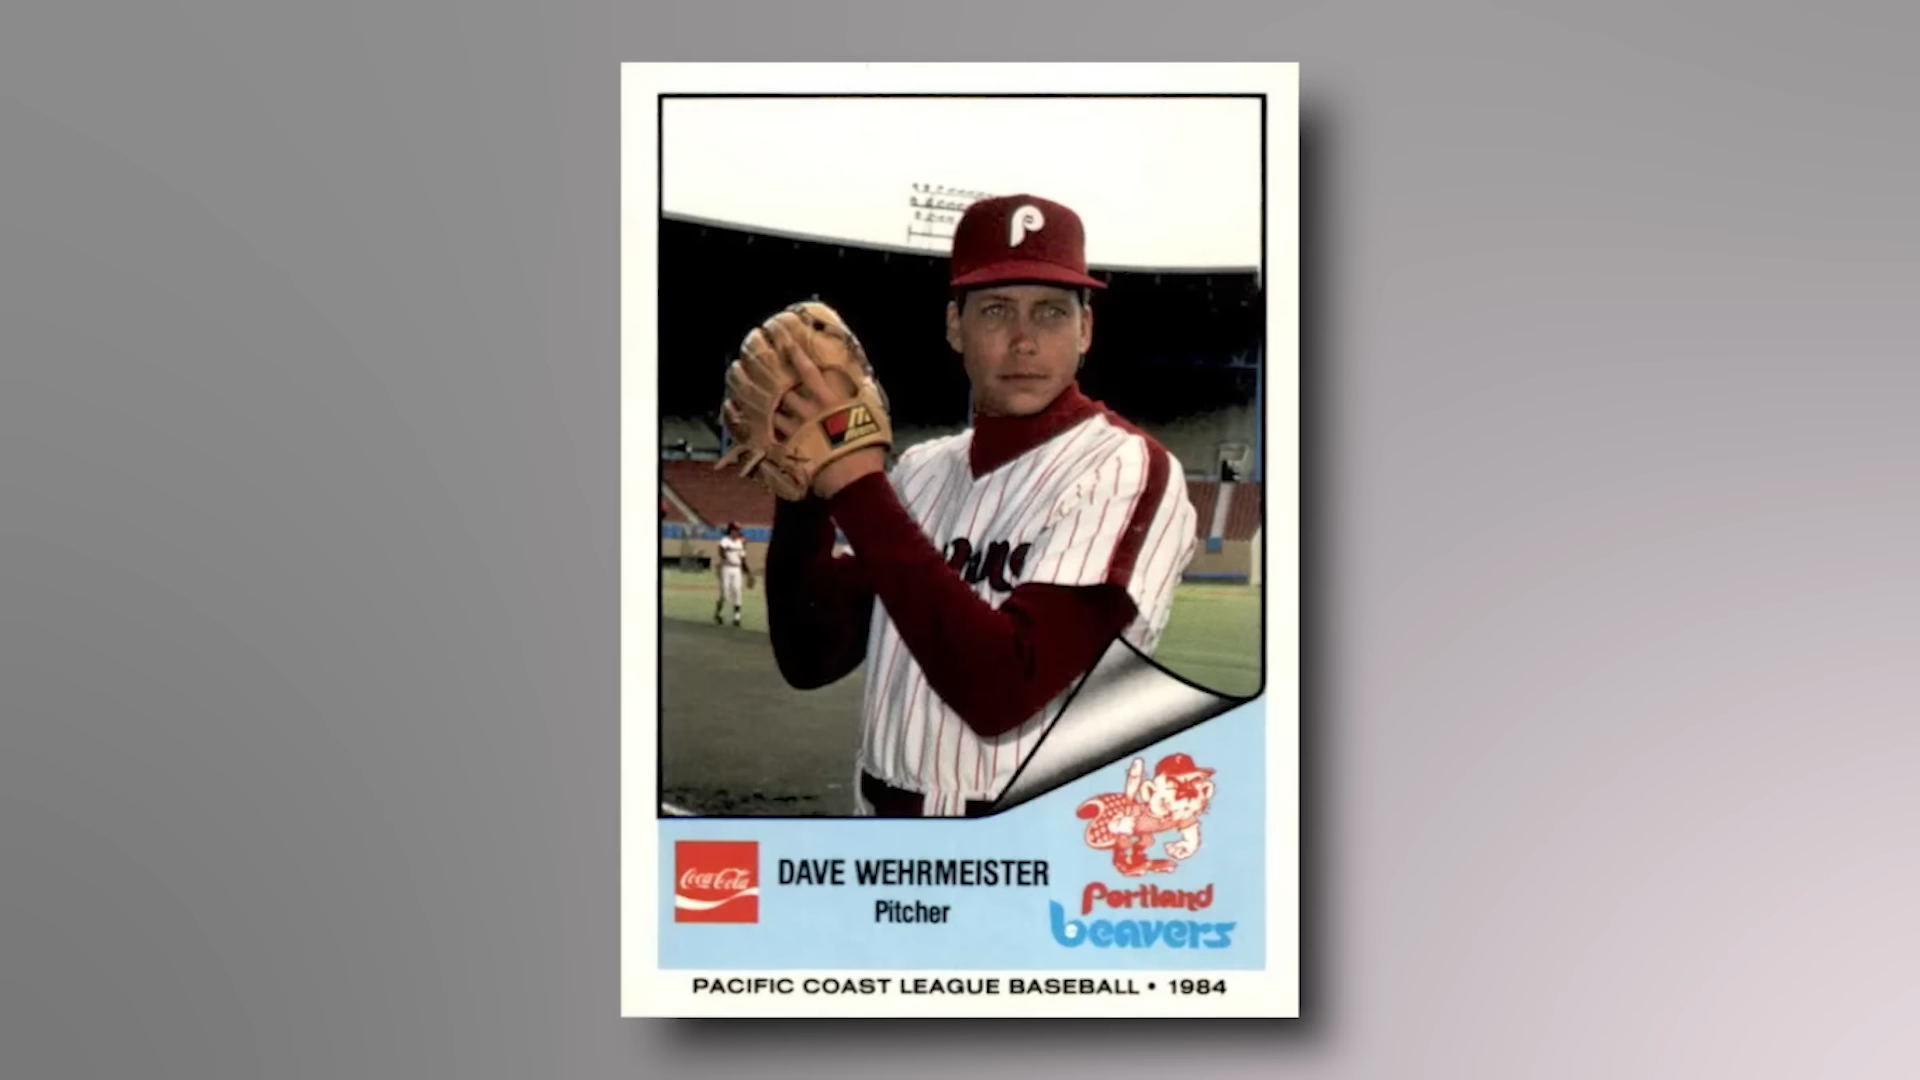 P
Coca-Cola
DAVE WEHRMEISTER
Pitcher
Portland
beavers
PACIFIC COAST LEAGUE BASEBALL • 1984